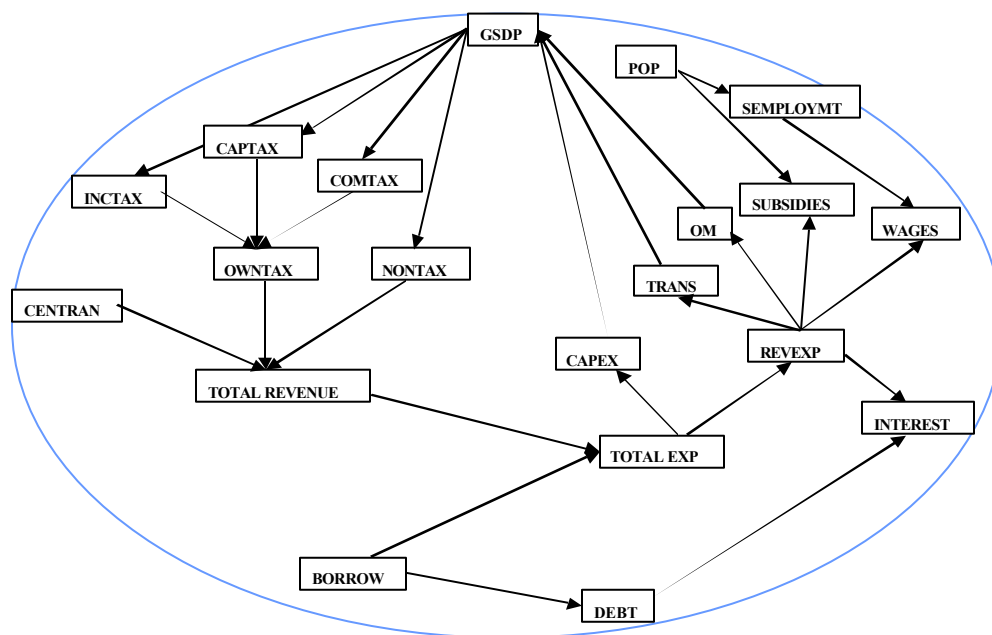 GSDP
POP
SEMPLOYMT
CAPTAX
COMTAX
INCTAX
SUBSIDIES
OM
WAGES
OWNTAX
NONTAX
TRANS
CENTRAN
CAPEX
REVEXP
TOTAL REVENUE
INTEREST
TOTAL EXP
BORROW
DEBT